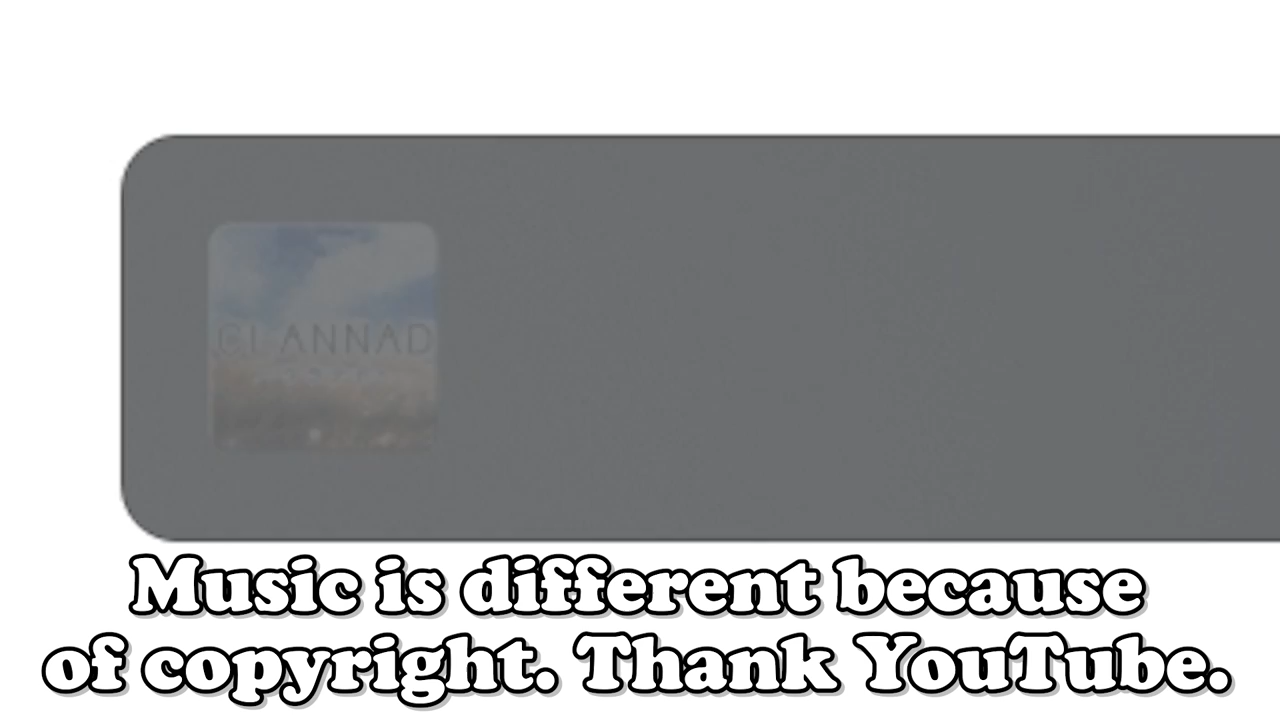 CLANNAD
Music is different because
of copyright. Thank YouTube.